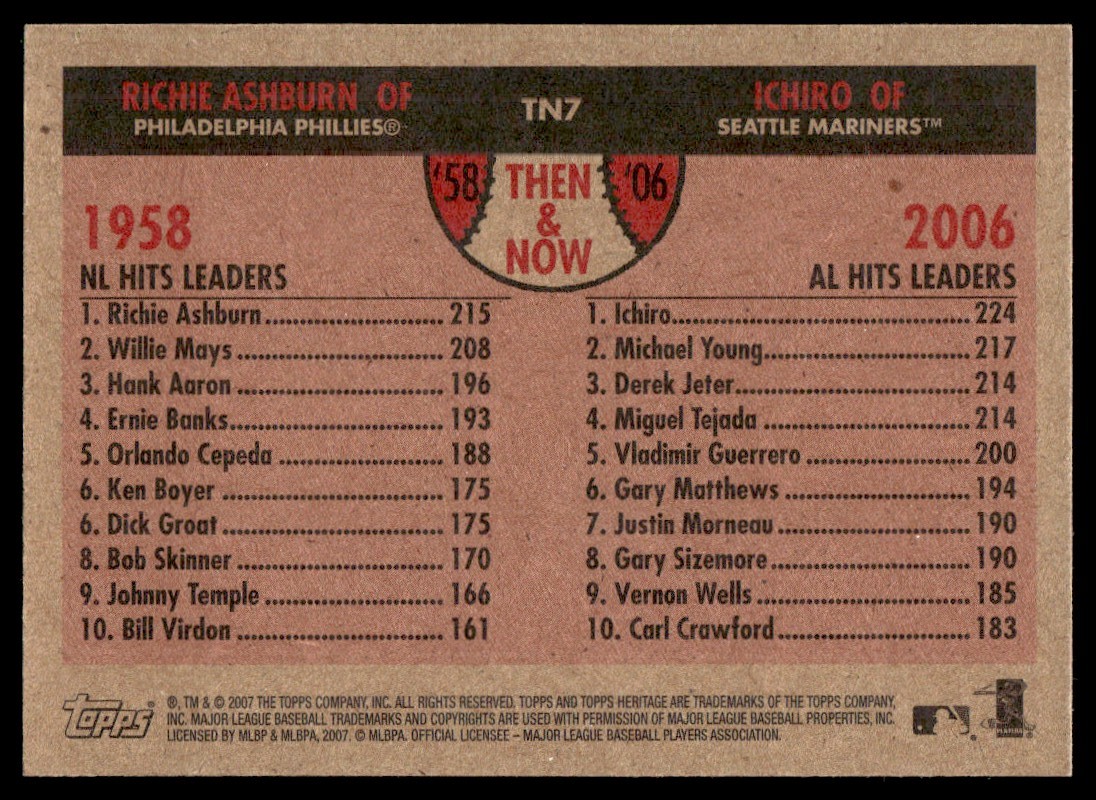 RICHIE ASHBURN OF
PHILADELPHIA PHILLIES®
TN7
ICHIRO OF
SEATTLE MARINERS™
'58 THEN & NOW '06
1958
NL HITS LEADERS
1. Richie Ashburn 215
2. Willie Mays 208
3. Hank Aaron 196
4. Ernie Banks 193
5. Orlando Cepeda 188
6. Ken Boyer 175
6. Dick Groat 175
8. Bob Skinner 170
9. Johnny Temple 166
10. Bill Virdon 161
2006
AL HITS LEADERS
1. Ichiro 224
2. Michael Young 217
3. Derek Jeter 214
4. Miguel Tejada 214
5. Vladimir Guerrero 200
6. Gary Matthews 194
7. Justin Morneau 190
8. Gary Sizemore 190
9. Vernon Wells 185
10. Carl Crawford 183
Topps
®, TM & © 2007 THE TOPPS COMPANY, INC. ALL RIGHTS RESERVED. TOPPS AND TOPPS HERITAGE ARE TRADEMARKS OF THE TOPPS COMPANY,
INC. MAJOR LEAGUE BASEBALL TRADEMARKS AND COPYRIGHTS ARE USED WITH PERMISSION OF MAJOR LEAGUE BASEBALL PROPERTIES, INC.
LICENSED BY MLBP & MLBPA, 2007. © MLBPA. OFFICIAL LICENSEE – MAJOR LEAGUE BASEBALL PLAYERS ASSOCIATION.